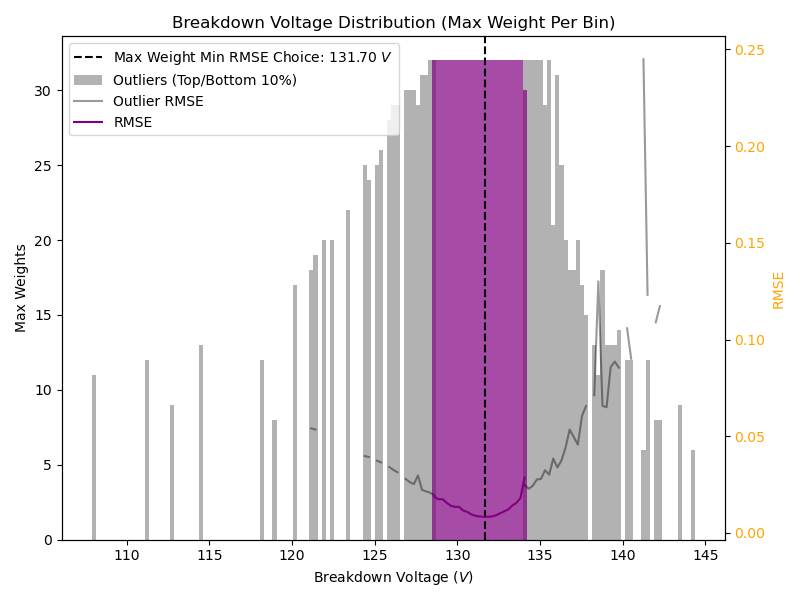 Breakdown Voltage Distribution (Max Weight Per Bin)
Max Weight Min RMSE Choice: 131.70 V
Outliers (Top/Bottom 10%)
Outlier RMSE
RMSE
Max Weights
0
5
10
15
20
25
30
110
115
120
125
130
135
140
145
Breakdown Voltage (V)
0.00
0.05
0.10
0.15
0.20
0.25
RMSE